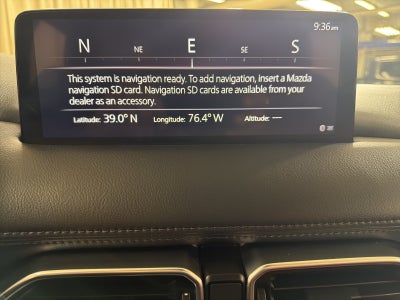 9:36 am
N NE E SE S
This system is navigation ready. To add navigation, insert a Mazda
navigation SD card. Navigation SD cards are available from your
dealer as an accessory.
Latitude: 39.0° N Longitude: 76.4° W Altitude: —